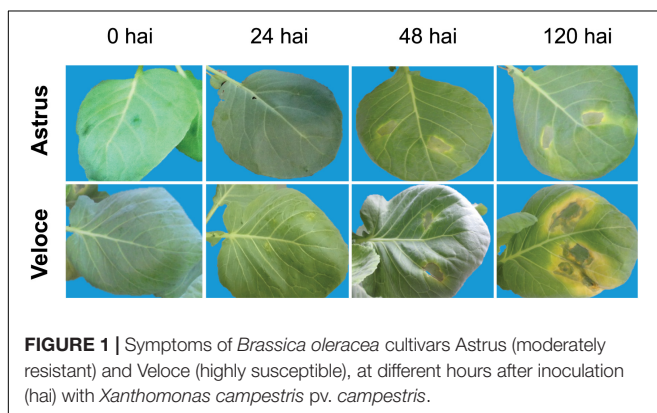 0 hai 24 hai 48 hai 120 hai
Astrus
Veloce
FIGURE 1 | Symptoms of Brassica oleracea cultivars Astrus (moderately
resistant) and Veloce (highly susceptible), at different hours after inoculation
(hai) with Xanthomonas campestris pv. campestris.